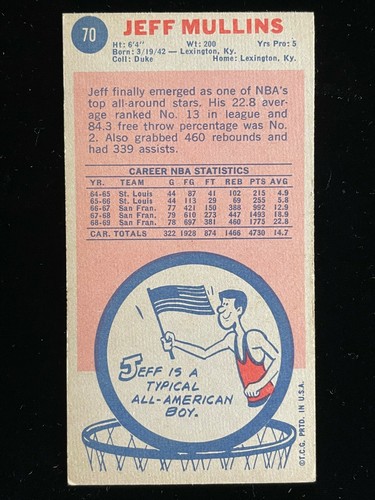 70
JEFF MULLINS
Ht: 6'4" Wt: 200 Yrs Pro: 5
Born: 3/19/42 — Lexington, Ky.
Coll: Duke Home: Lexington, Ky.
Jeff finally emerged as one of NBA's
top all-around stars. His 22.8 aver-
age ranked No. 13 in league and
84.3 free throw percentage was No.
2. Also grabbed 460 rebounds and
had 339 assists.
CAREER NBA STATISTICS
YR. TEAM G FG FT REB PTS AVG
64-65 St. Louis 44 87 41 102 215 4.9
65-66 St. Louis 44 113 29 69 255 5.8
66-67 San Fran. 77 421 150 388 992 12.9
67-68 San Fran. 79 610 273 447 1493 18.9
68-69 San Fran. 78 697 381 460 1775 22.8
CAR. TOTALS 322 1928 874 1466 4730 14.7
JEFF IS A
TYPICAL
ALL-AMERICAN
BOY.
©T.C.G. PRTD. IN U.S.A.